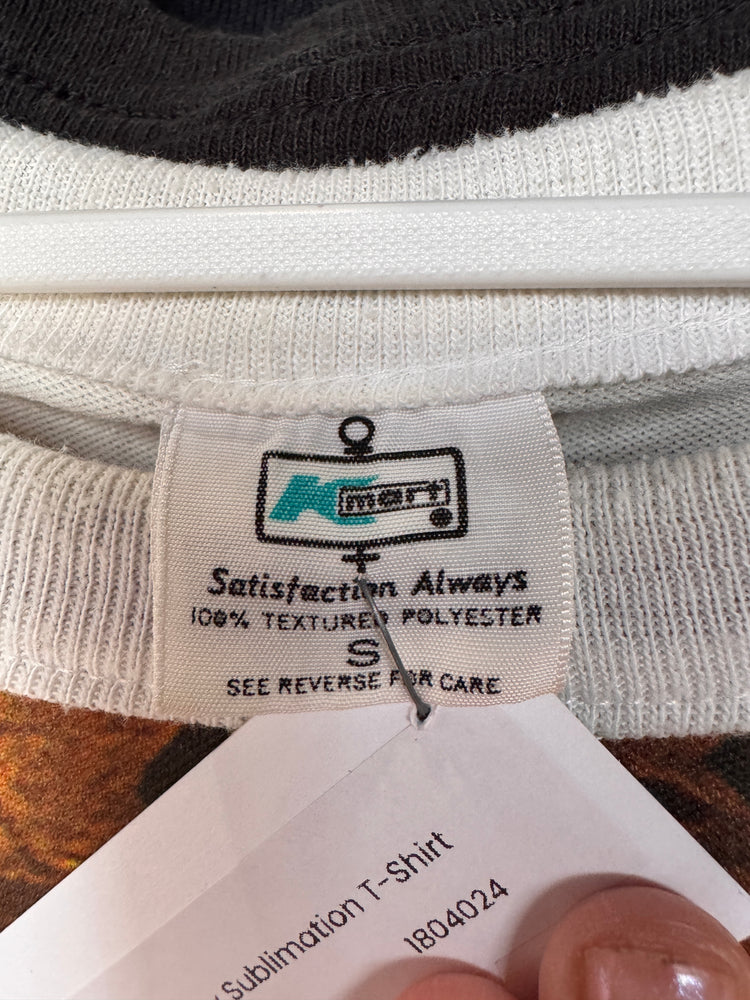 Kmart
Satisfaction Always
100% TEXTURED POLYESTER
S
SEE REVERSE FOR CARE
Sublimation T-Shirt
1804024